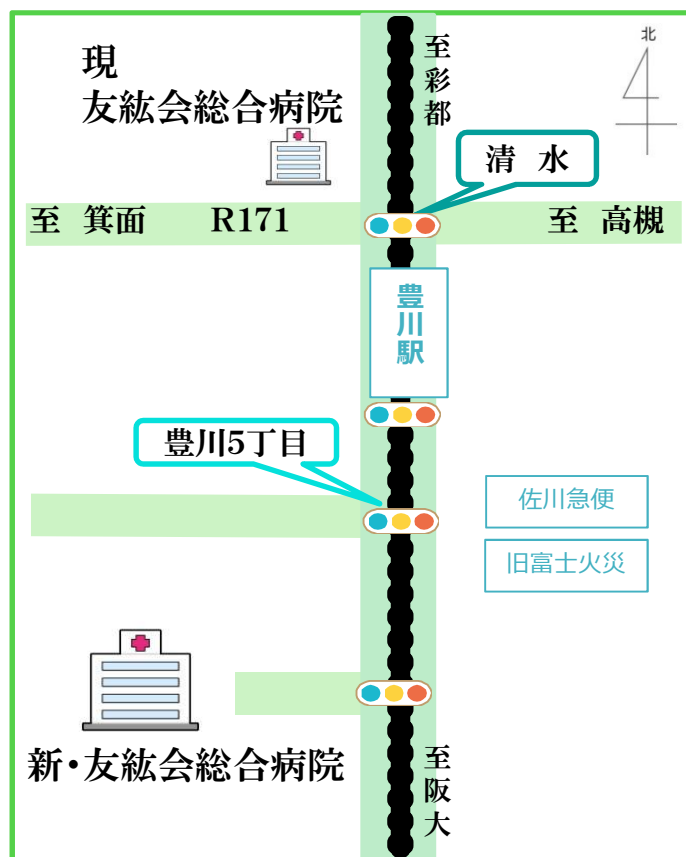 現
友紘会総合病院
至彩都
北
清 水
至 箕面 R171
至 高槻
豊川駅
豊川5丁目
佐川急便
旧富士火災
新・友紘会総合病院
至阪大